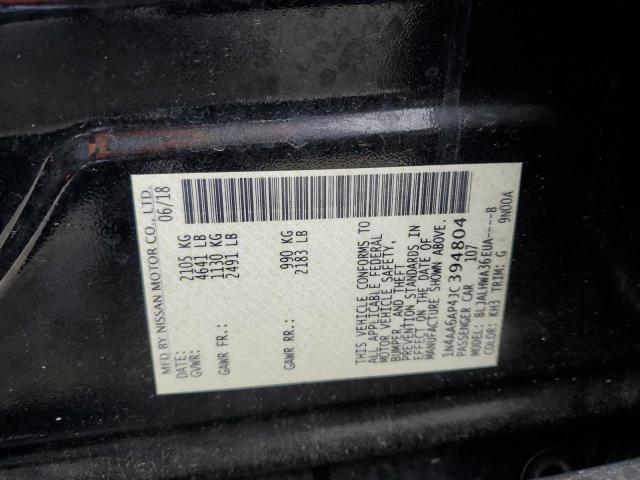 MFD BY NISSAN MOTOR CO., LTD.
DATE: 06/18
GVWR: 2105 KG
4641 LB
GAWR FR.: 1130 KG
2491 LB
GAWR RR.: 990 KG
2183 LB
THIS VEHICLE CONFORMS TO
ALL APPLICABLE FEDERAL
MOTOR VEHICLE SAFETY,
BUMPER, AND THEFT
PREVENTION STANDARDS IN
EFFECT ON THE DATE OF
MANUFACTURE SHOWN ABOVE.
1N4AA6AP4JC394804
PASSENGER CAR 107
MODEL: BLJALHWA36EUA----B
COLOR: KH3 TRIM: G 9N00A